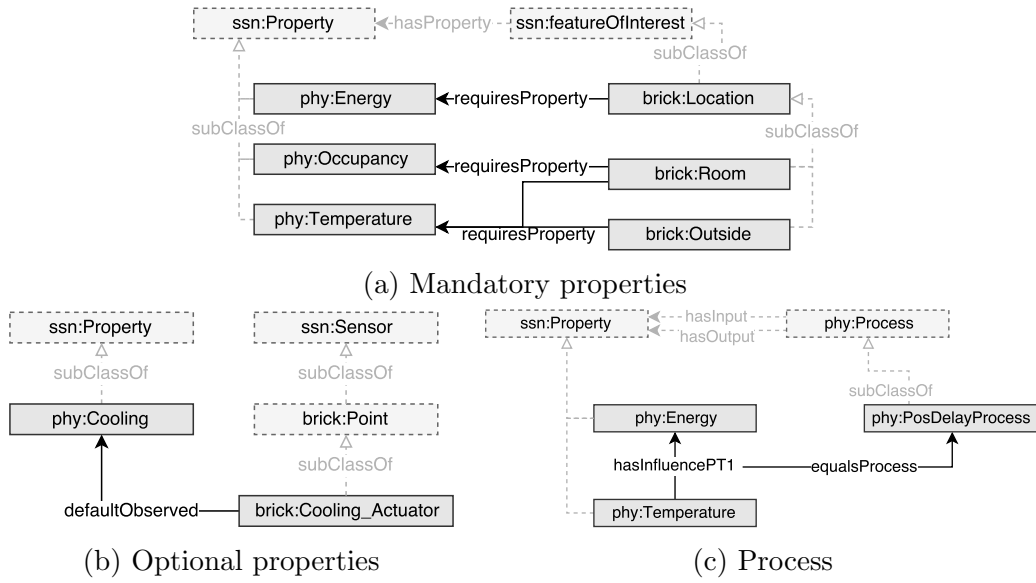 ssn:Property
hasProperty
ssn:featureOfInterest
subClassOf
phy:Energy
requiresProperty
brick:Location
subClassOf
subClassOf
phy:Occupancy
requiresProperty
brick:Room
phy:Temperature
requiresProperty
brick:Outside
(a) Mandatory properties
ssn:Property
ssn:Sensor
subClassOf
subClassOf
phy:Cooling
brick:Point
subClassOf
defaultObserved
brick:Cooling_Actuator
(b) Optional properties
ssn:Property
hasInput
hasOutput
phy:Process
subClassOf
phy:Energy
phy:PosDelayProcess
hasInfluencePT1
equalsProcess
phy:Temperature
(c) Process